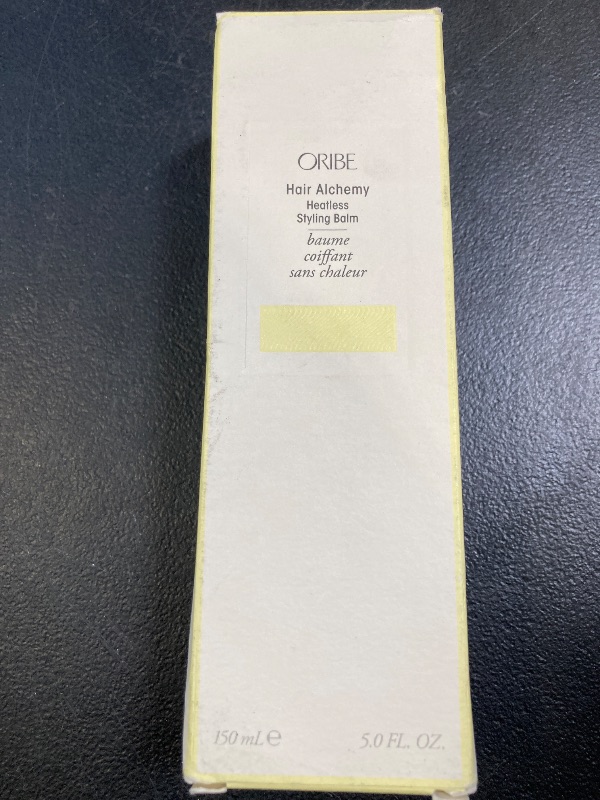 ORIBE
Hair Alchemy
Heatless
Styling Balm
baume
coiffant
sans chaleur
150 mL ℮ 5.0 FL. OZ.